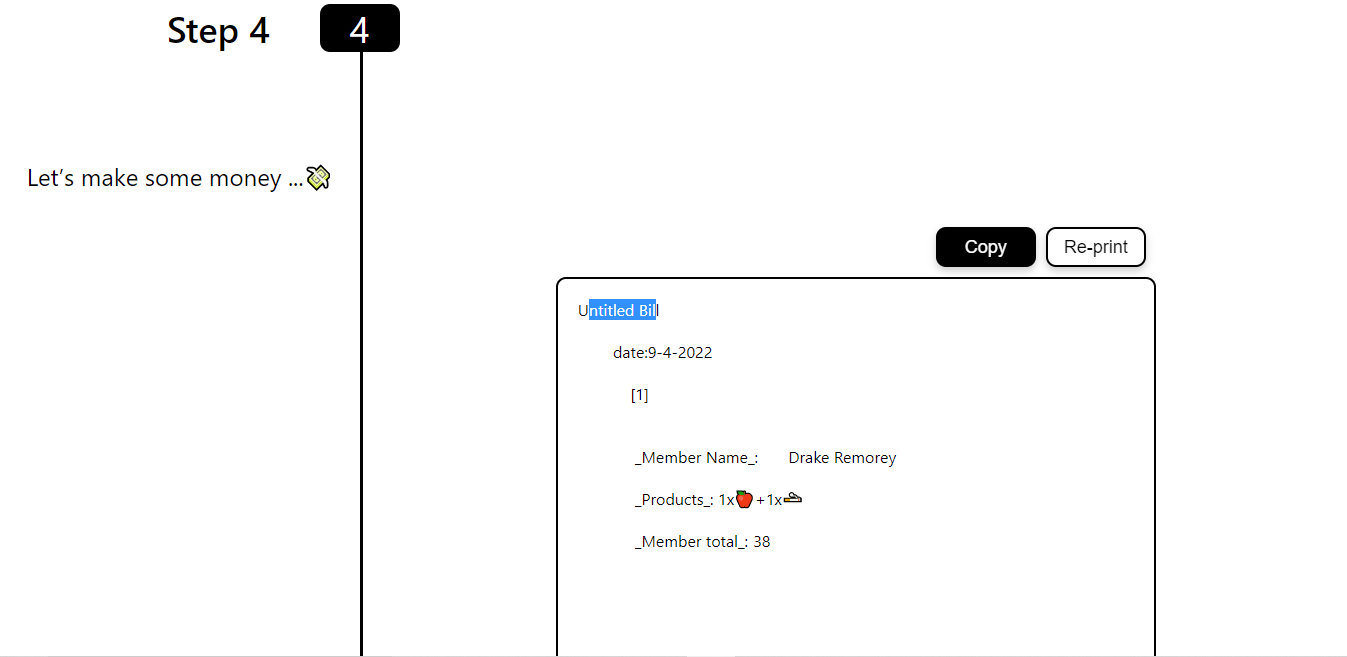 Step 4
4
Let's make some money ...💸
Copy
Re-print
Untitled Bill
date:9-4-2022
[1]
_Member Name_: Drake Remorey
_Products_: 1x🍎+1x🚬
_Member total_: 38